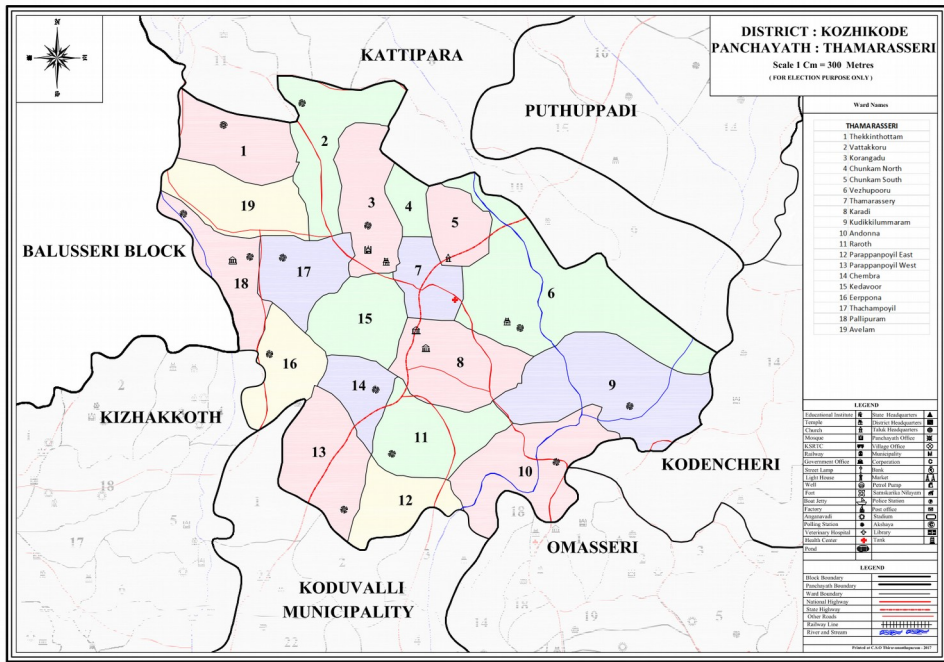 DISTRICT : KOZHIKODE
PANCHAYATH : THAMARASSERI
Scale 1 Cm = 300 Metres
( FOR ELECTION PURPOSE ONLY )
Ward Names
THAMARASSERI
1 Thekkinthottam
2 Vattakkoru
3 Korangadu
4 Chunkam North
5 Chunkam South
6 Vezhupooru
7 Thamarassery
8 Karadi
9 Kudikkilummaram
10 Andonna
11 Raroth
12 Parappanpoyil East
13 Parappanpoyil West
14 Chembra
15 Kedavoor
16 Eerppona
17 Thachampoyil
18 Pallipuram
19 Avelam
KATTIPARA
PUTHUPPADI
BALUSSERI BLOCK
KIZHAKKOTH
KODENCHERI
OMASSERI
KODUVALLI
MUNICIPALITY
1
2
3
4
5
6
7
8
9
10
11
12
13
14
15
16
17
18
19
LEGEND
Educational Institute State Headquarters
Temple District Headquarters
Church Taluk Headquarters
Mosque Panchayath Office
KSRTC Village Office
Railway Municipality
Government Office Corporation
Street Lamp Bank
Light House Market
Well Petrol Pump
Fort Samskarika Nilayam
Boat Jetty Police Station
Factory Post office
Anganavadi Stadium
Polling Station Akshaya
Veterinary Hospital Library
Health Center Tank
Pond
LEGEND
Block Boundary
Panchayath Boundary
Ward Boundary
National Highway
State Highway
Other Roads
Railway Line
River and Stream
Printed at C-DIT Thiruvananthapuram - 2017